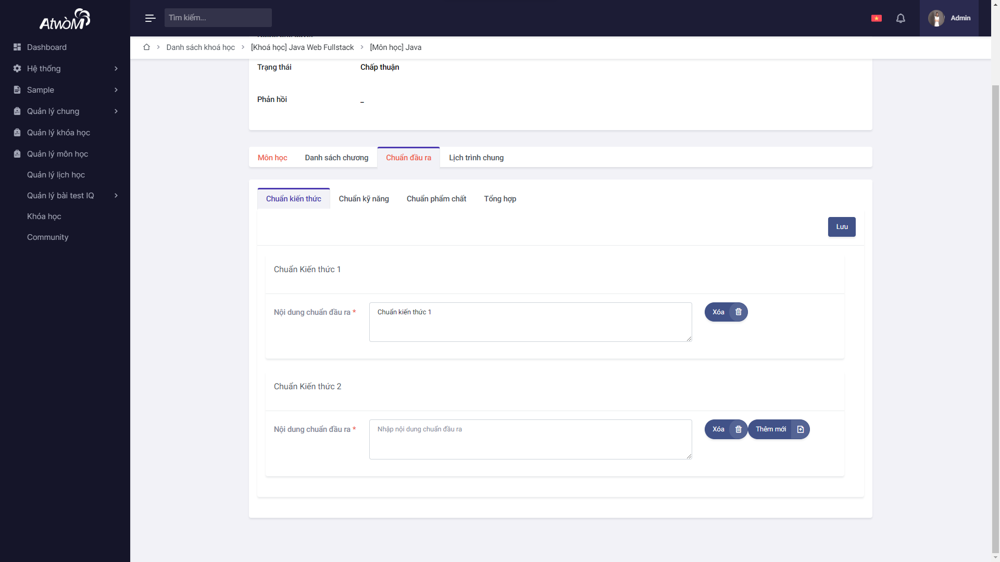 AtwoM
Tìm kiếm...
Admin
Dashboard
Hệ thống
Sample
Quản lý chung
Quản lý khóa học
Quản lý môn học
Quản lý lịch học
Quản lý bài test IQ
Khóa học
Community
Danh sách khoá học
[Khoá học] Java Web Fullstack
[Môn học] Java
Trạng thái
Chấp thuận
Phản hồi
_
Môn học
Danh sách chương
Chuẩn đầu ra
Lịch trình chung
Chuẩn kiến thức
Chuẩn kỹ năng
Chuẩn phẩm chất
Tổng hợp
Lưu
Chuẩn Kiến thức 1
Nội dung chuẩn đầu ra *
Chuẩn kiến thức 1
Xóa
Chuẩn Kiến thức 2
Nội dung chuẩn đầu ra *
Nhập nội dung chuẩn đầu ra
Xóa
Thêm mới